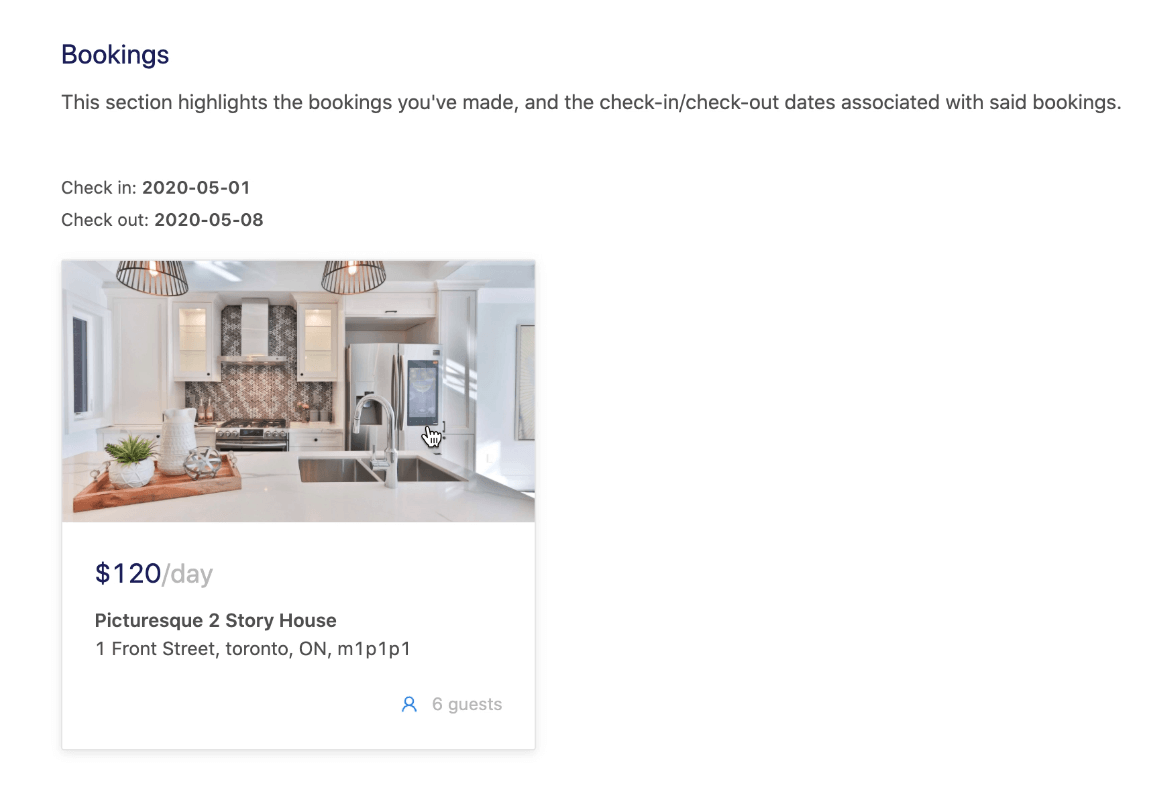 Bookings
This section highlights the bookings you've made, and the check-in/check-out dates associated with said bookings.
Check in: 2020-05-01
Check out: 2020-05-08
$120/day
Picturesque 2 Story House
1 Front Street, toronto, ON, m1p1p1
6 guests